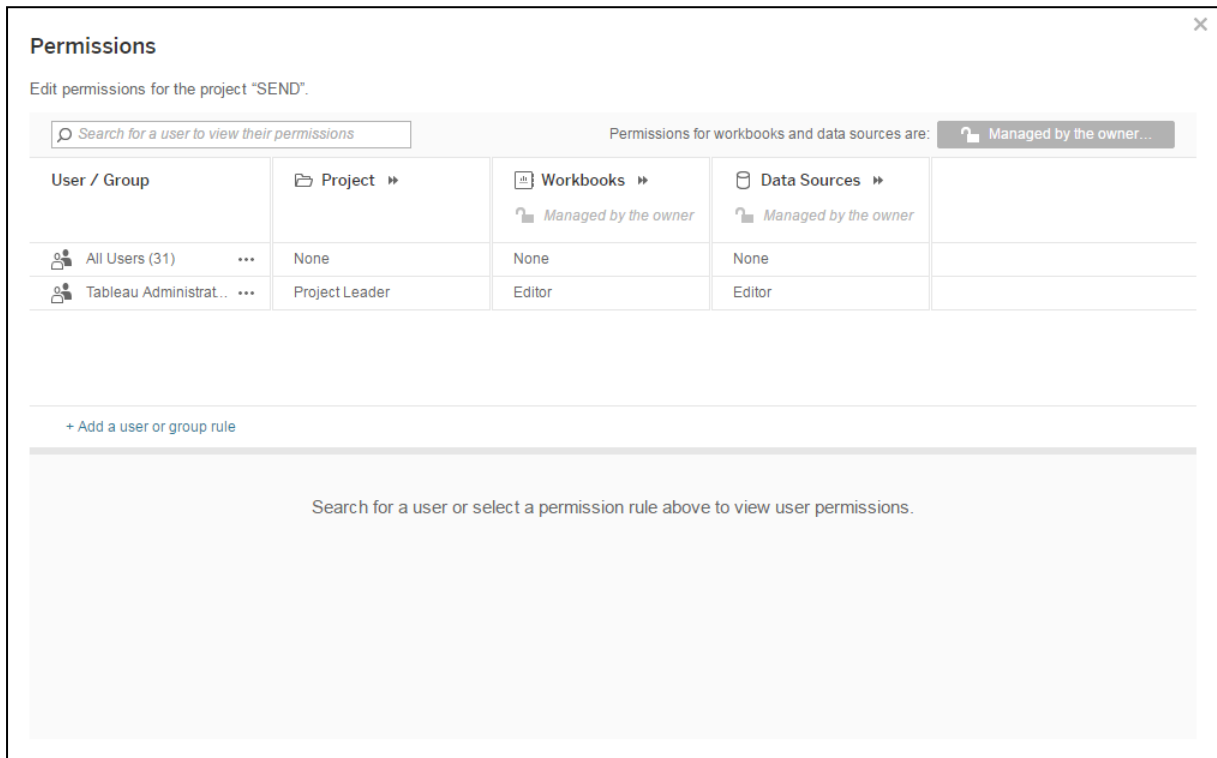 Permissions
Edit permissions for the project “SEND”.
Search for a user to view their permissions
Permissions for workbooks and data sources are: Managed by the owner...
User / Group Project Workbooks Data Sources
Managed by the owner Managed by the owner
All Users (31) ... None None None
Tableau Administrat... ... Project Leader Editor Editor
+ Add a user or group rule
Search for a user or select a permission rule above to view user permissions.